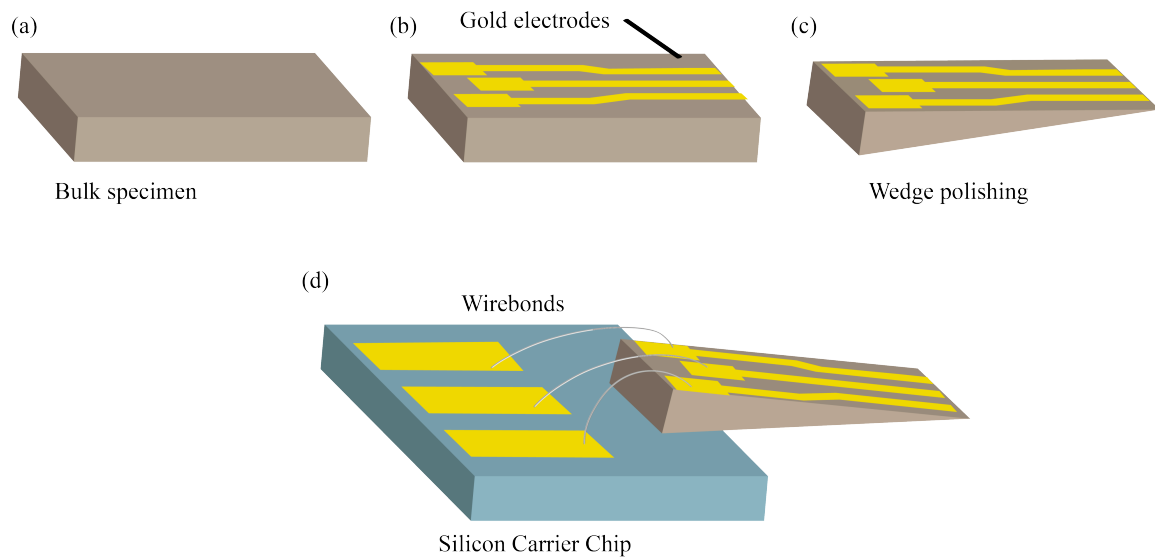 (a)
(b)
Gold electrodes
(c)
Bulk specimen
Wedge polishing
(d)
Wirebonds
Silicon Carrier Chip